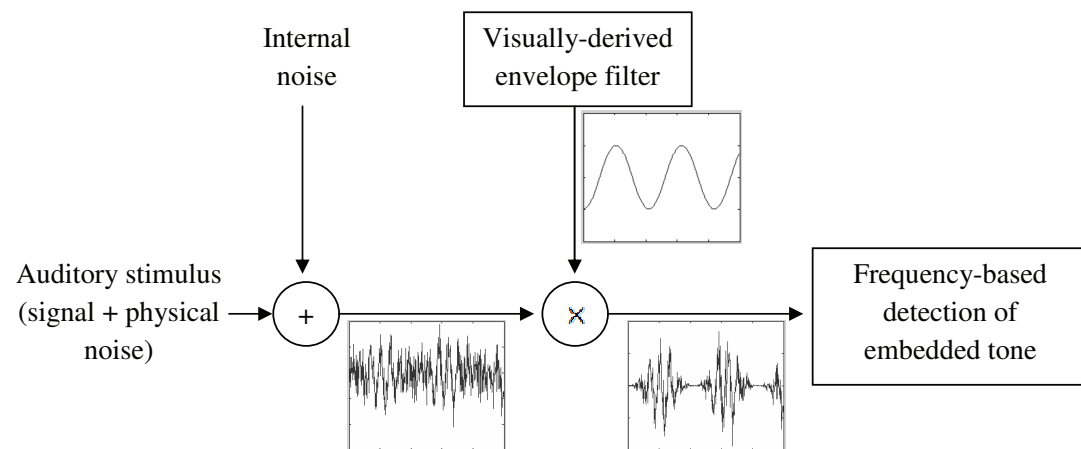 Internal
noise
Visually-derived
envelope filter
Auditory stimulus
(signal + physical
noise)
+
×
Frequency-based
detection of
embedded tone